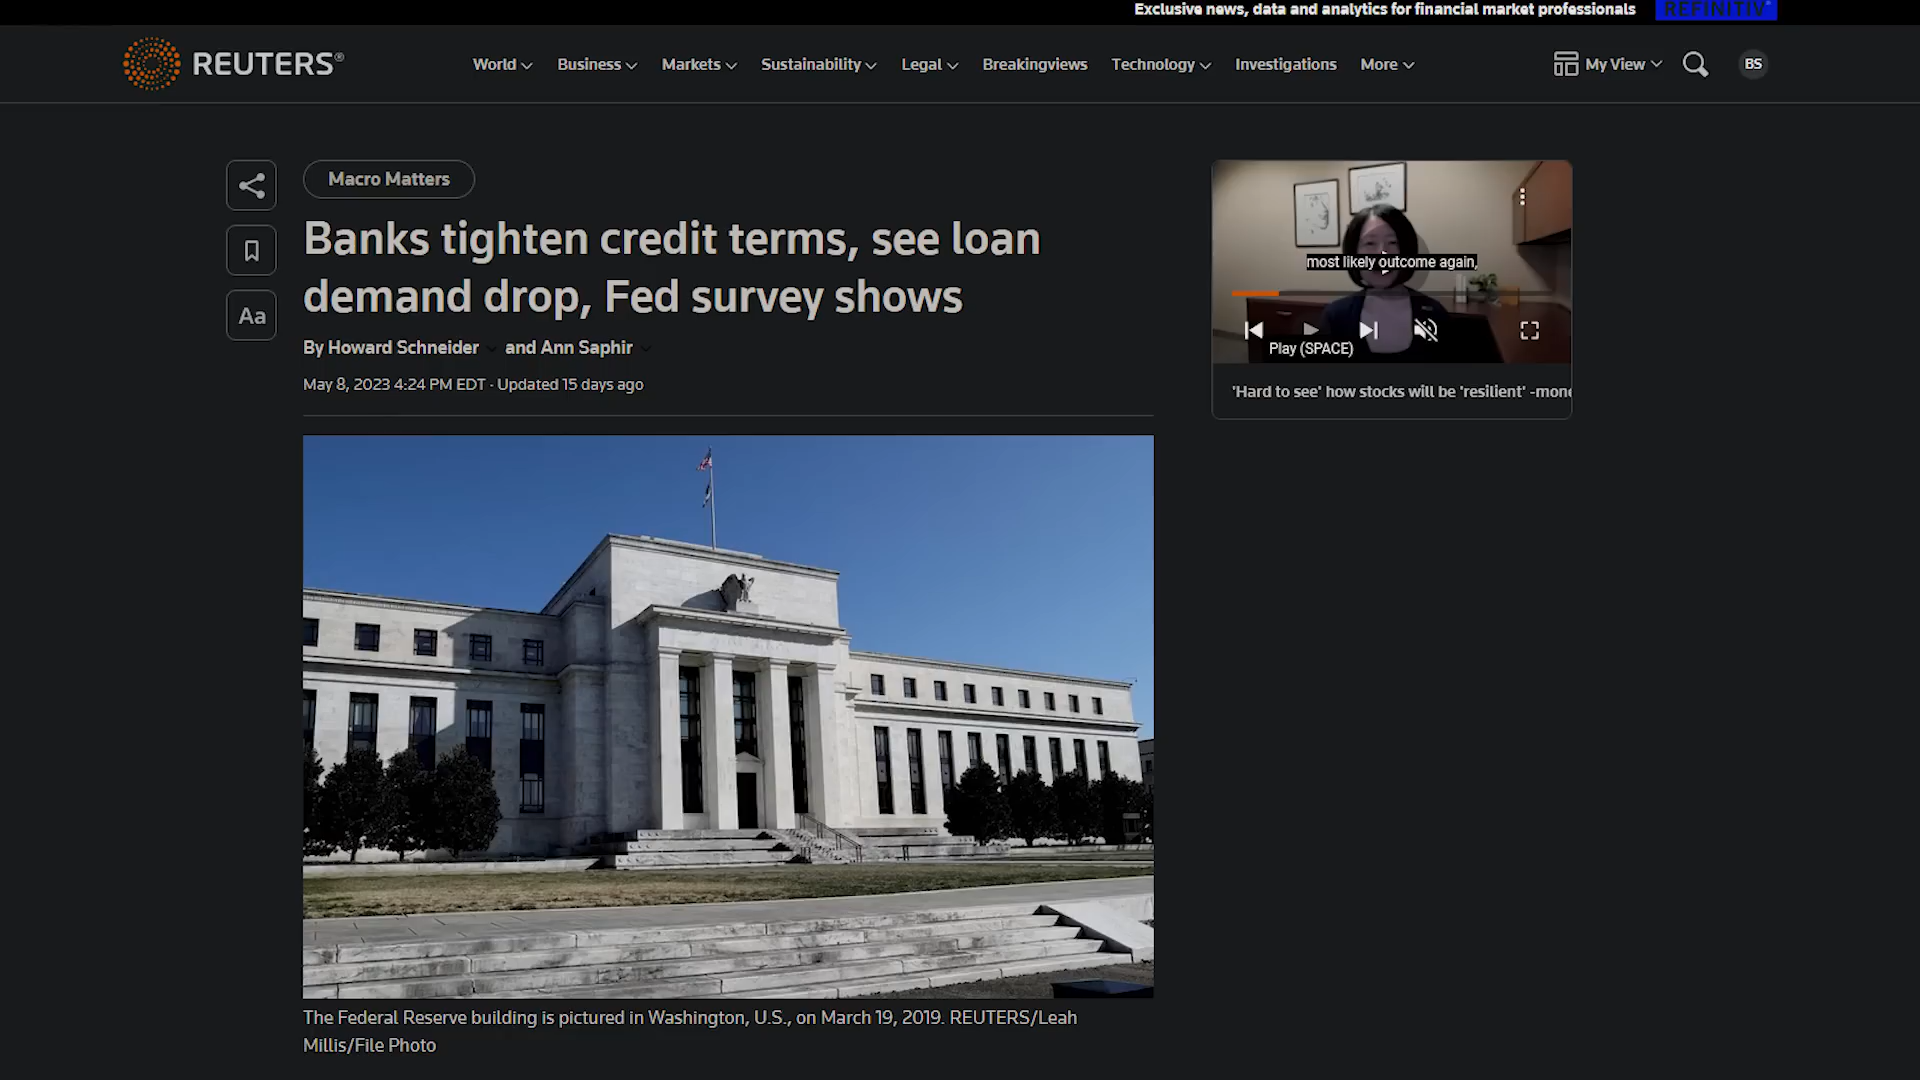 Exclusive news, data and analytics for financial market professionals REFINITIV
REUTERS®
World Business Markets Sustainability Legal Breakingviews Technology Investigations More
My View BS
Macro Matters
Banks tighten credit terms, see loan
demand drop, Fed survey shows
Aa
By Howard Schneider and Ann Saphir
May 8, 2023 4:24 PM EDT · Updated 15 days ago
most likely outcome again,
Play (SPACE)
'Hard to see' how stocks will be 'resilient' -mon
The Federal Reserve building is pictured in Washington, U.S., on March 19, 2019. REUTERS/Leah
Millis/File Photo